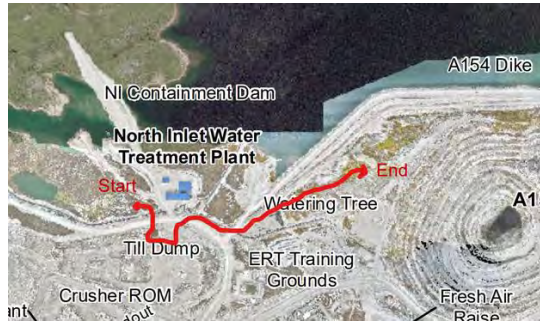 A154 Dike
NI Containment Dam
North Inlet Water
Treatment Plant
Start
End
Watering Tree
A1
Till Dump
ERT Training
Grounds
Crusher ROM
Fresh Air
Raise